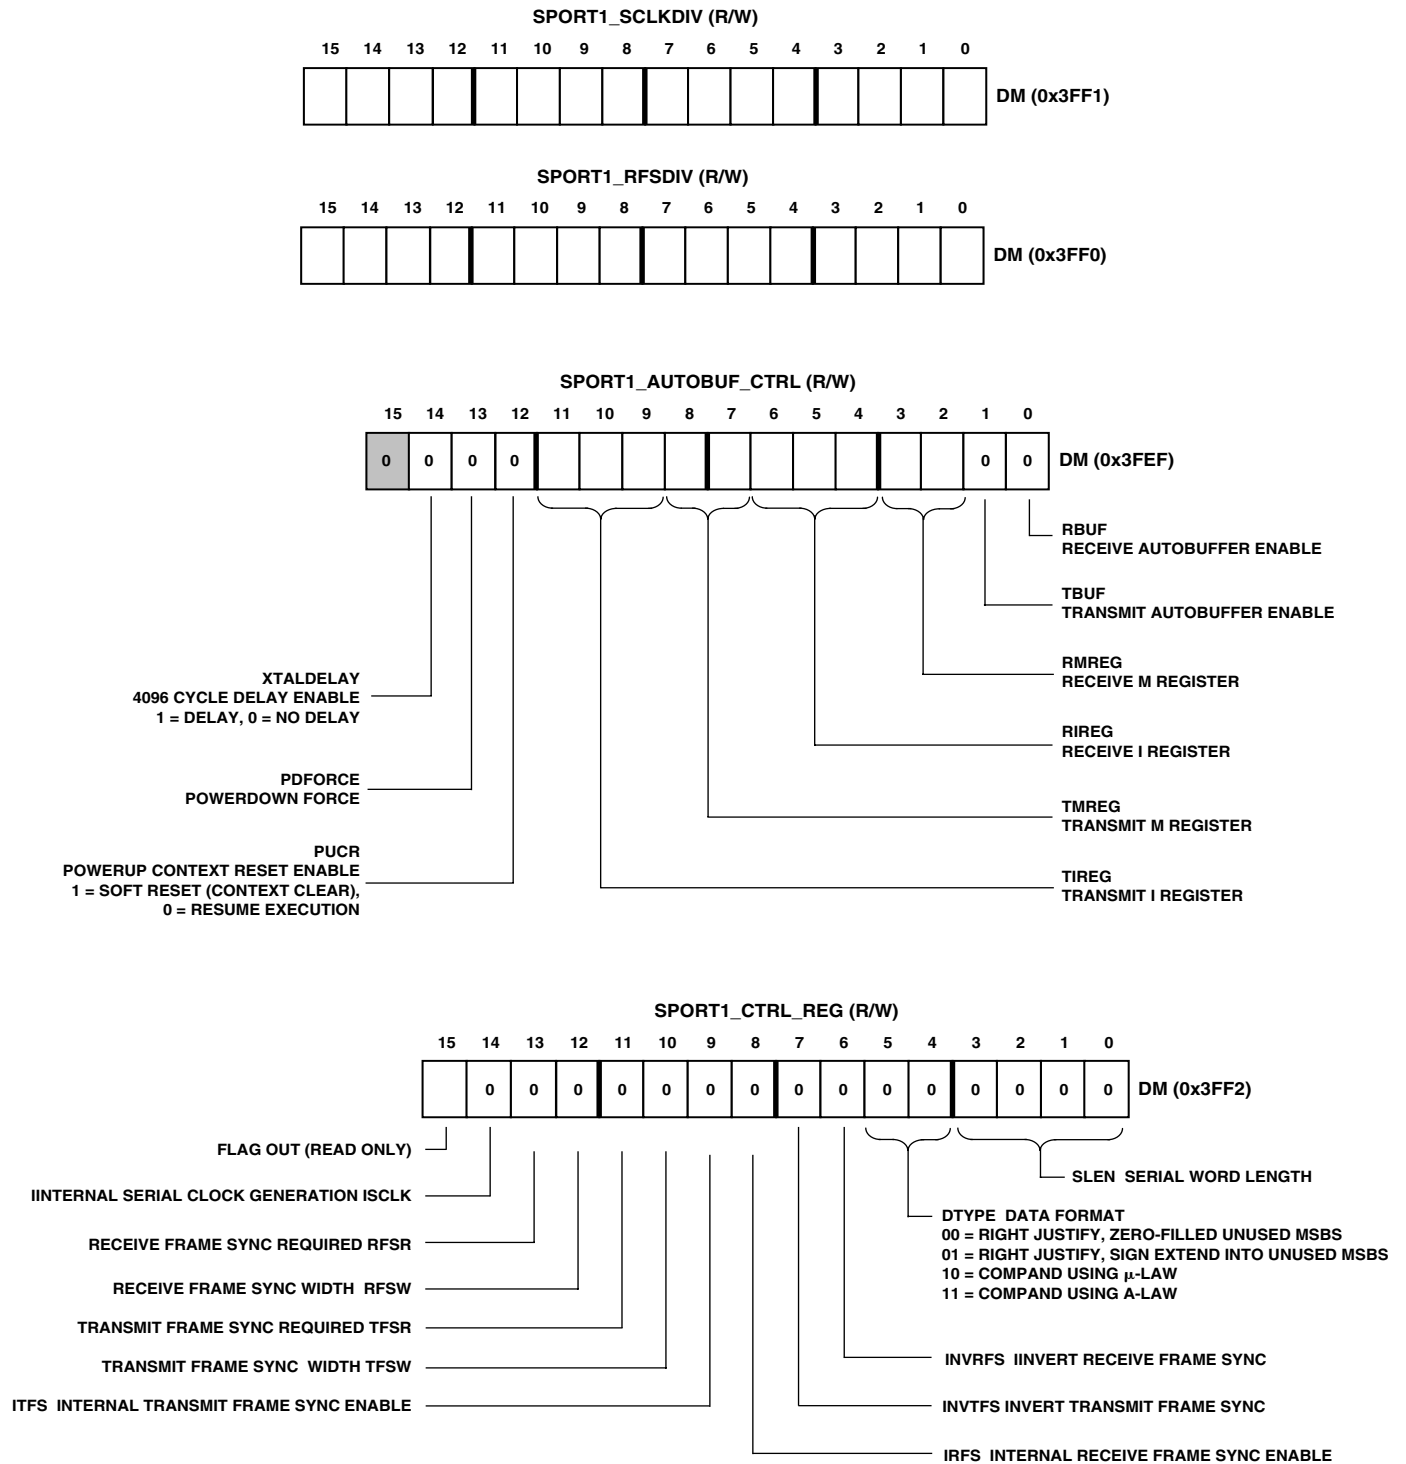 SPORT1_SCLKDIV (R/W)
15 14 13 12 11 10 9 8 7 6 5 4 3 2 1 0
DM (0x3FF1)
SPORT1_RFSDIV (R/W)
15 14 13 12 11 10 9 8 7 6 5 4 3 2 1 0
DM (0x3FF0)
SPORT1_AUTOBUF_CTRL (R/W)
15 14 13 12 11 10 9 8 7 6 5 4 3 2 1 0
0 0 0 0 0 0 DM (0x3FEF)
RBUF
RECEIVE AUTOBUFFER ENABLE
TBUF
TRANSMIT AUTOBUFFER ENABLE
RMREG
RECEIVE M REGISTER
RIREG
RECEIVE I REGISTER
TMREG
TRANSMIT M REGISTER
TIREG
TRANSMIT I REGISTER
XTALDELAY
4096 CYCLE DELAY ENABLE
1 = DELAY, 0 = NO DELAY
PDFORCE
POWERDOWN FORCE
PUCR
POWERUP CONTEXT RESET ENABLE
1 = SOFT RESET (CONTEXT CLEAR),
0 = RESUME EXECUTION
SPORT1_CTRL_REG (R/W)
15 14 13 12 11 10 9 8 7 6 5 4 3 2 1 0
0 0 0 0 0 0 0 0 0 0 0 0 0 0 0 DM (0x3FF2)
FLAG OUT (READ ONLY)
IINTERNAL SERIAL CLOCK GENERATION ISCLK
RECEIVE FRAME SYNC REQUIRED RFSR
RECEIVE FRAME SYNC WIDTH RFSW
TRANSMIT FRAME SYNC REQUIRED TFSR
TRANSMIT FRAME SYNC WIDTH TFSW
ITFS INTERNAL TRANSMIT FRAME SYNC ENABLE
SLEN SERIAL WORD LENGTH
DTYPE DATA FORMAT
00 = RIGHT JUSTIFY, ZERO-FILLED UNUSED MSBS
01 = RIGHT JUSTIFY, SIGN EXTEND INTO UNUSED MSBS
10 = COMPAND USING μ-LAW
11 = COMPAND USING A-LAW
INVRFS IINVERT RECEIVE FRAME SYNC
INVTFS INVERT TRANSMIT FRAME SYNC
IRFS INTERNAL RECEIVE FRAME SYNC ENABLE